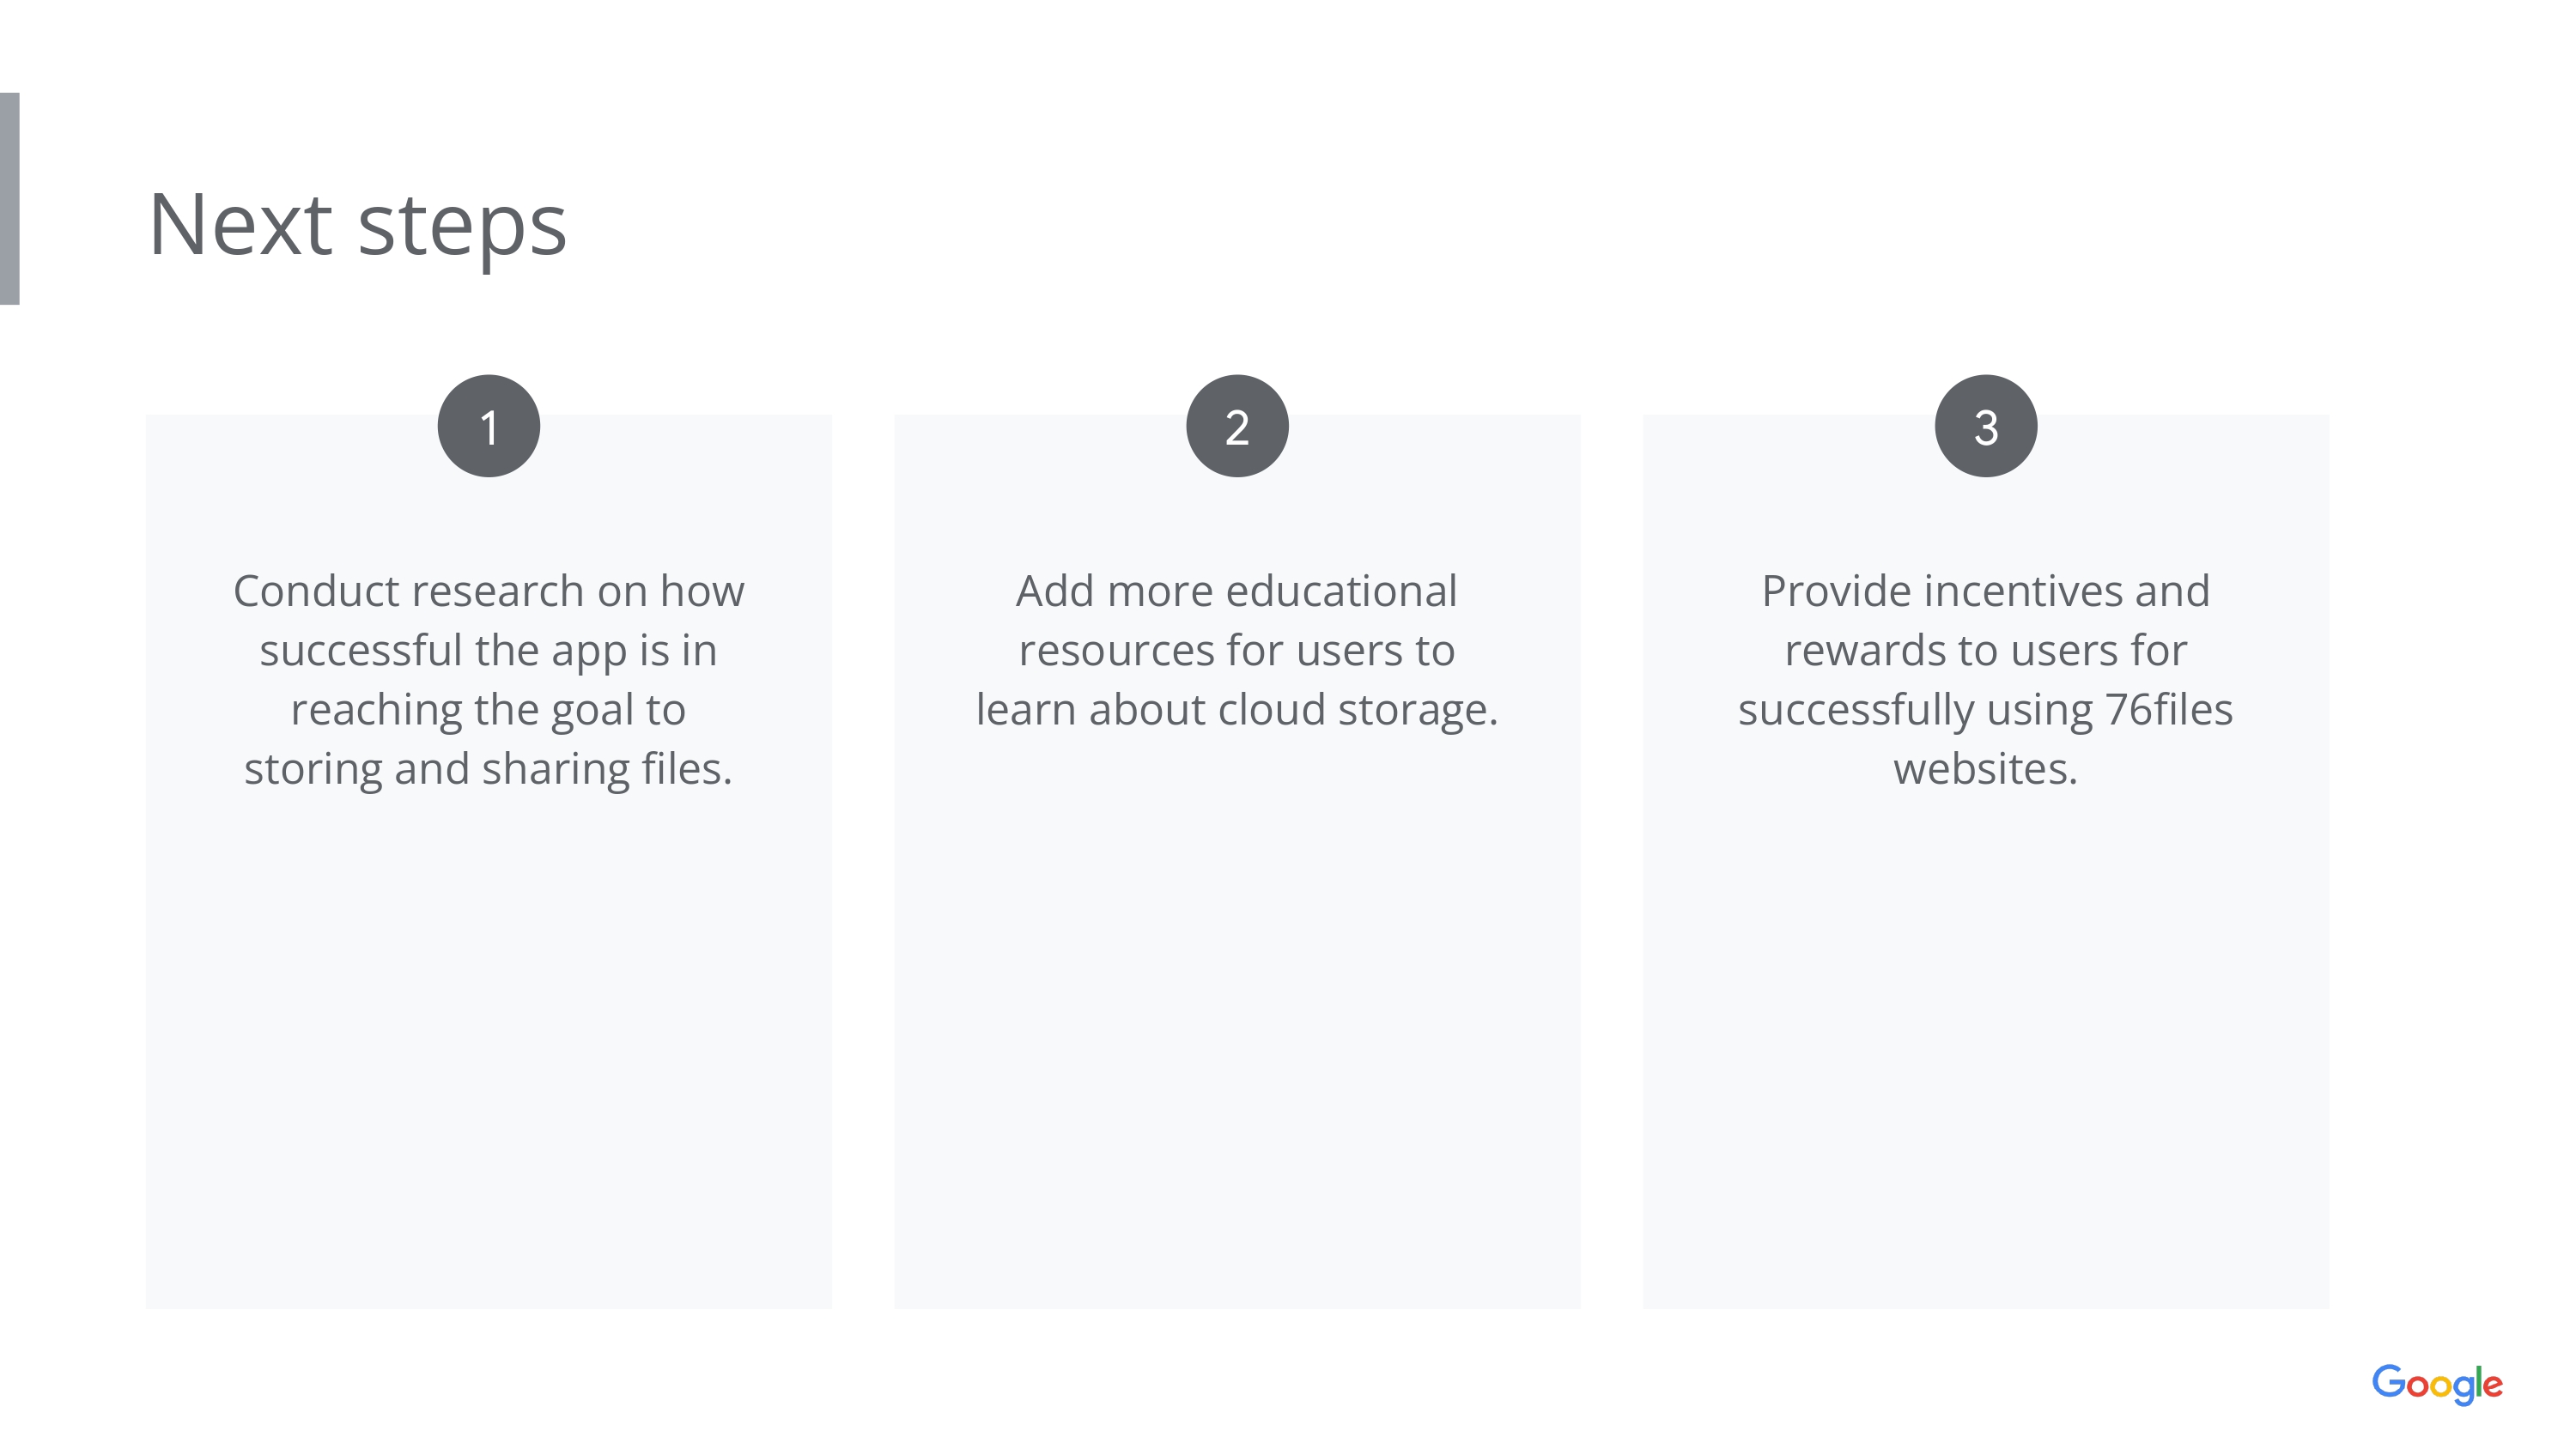 Next steps
1
Conduct research on how
successful the app is in
reaching the goal to
storing and sharing files.
2
Add more educational
resources for users to
learn about cloud storage.
3
Provide incentives and
rewards to users for
successfully using 76files
websites.
Google